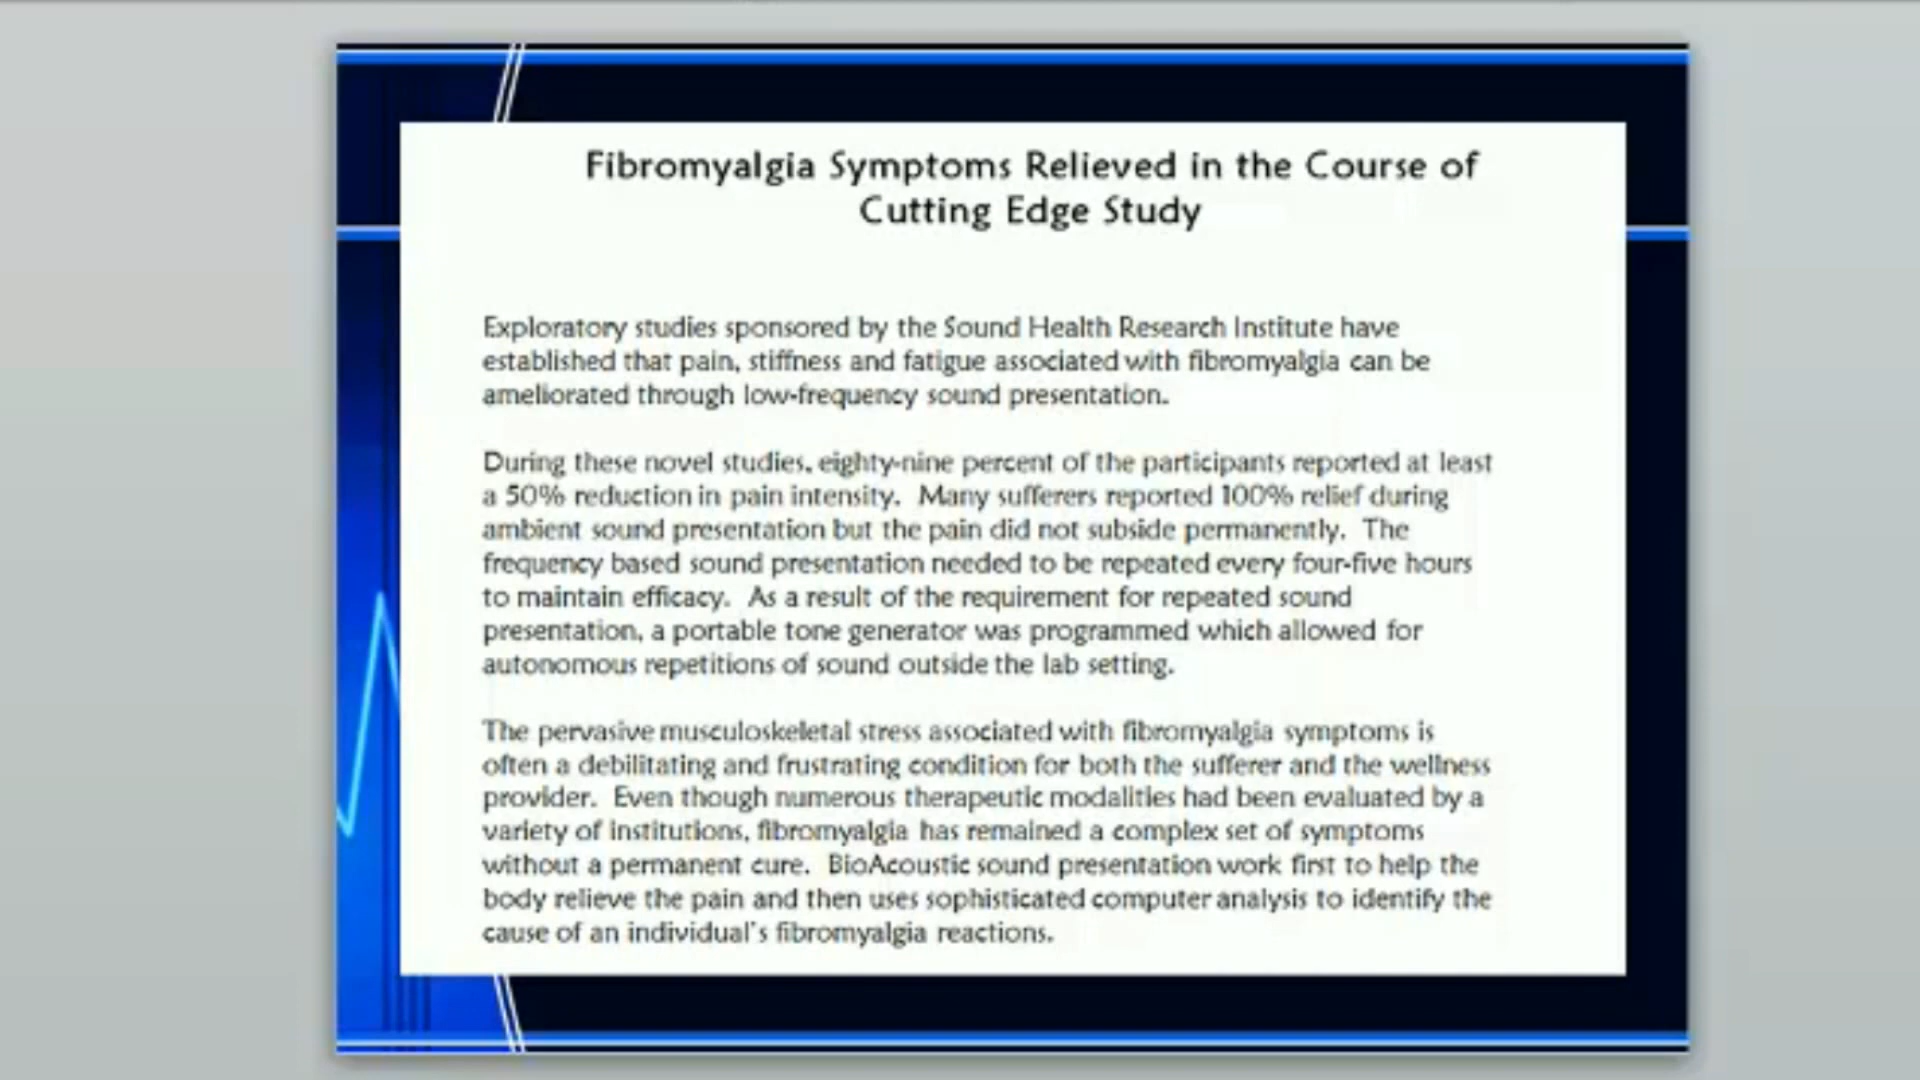 Fibromyalgia Symptoms Relieved in the Course of
Cutting Edge Study
Exploratory studies sponsored by the Sound Health Research Institute have
established that pain, stiffness and fatigue associated with fibromyalgia can be
ameliorated through low-frequency sound presentation.
During these novel studies, eighty-nine percent of the participants reported at least
a 50% reduction in pain intensity. Many sufferers reported 100% relief during
ambient sound presentation but the pain did not subside permanently. The
frequency based sound presentation needed to be repeated every four-five hours
to maintain efficacy. As a result of the requirement for repeated sound
presentation, a portable tone generator was programmed which allowed for
autonomous repetitions of sound outside the lab setting.
The pervasive musculoskeletal stress associated with fibromyalgia symptoms is
often a debilitating and frustrating condition for both the sufferer and the wellness
provider. Even though numerous therapeutic modalities had been evaluated by a
variety of institutions, fibromyalgia has remained a complex set of symptoms
without a permanent cure. BioAcoustic sound presentation work first to help the
body relieve the pain and then uses sophisticated computer analysis to identify the
cause of an individual's fibromyalgia reactions.